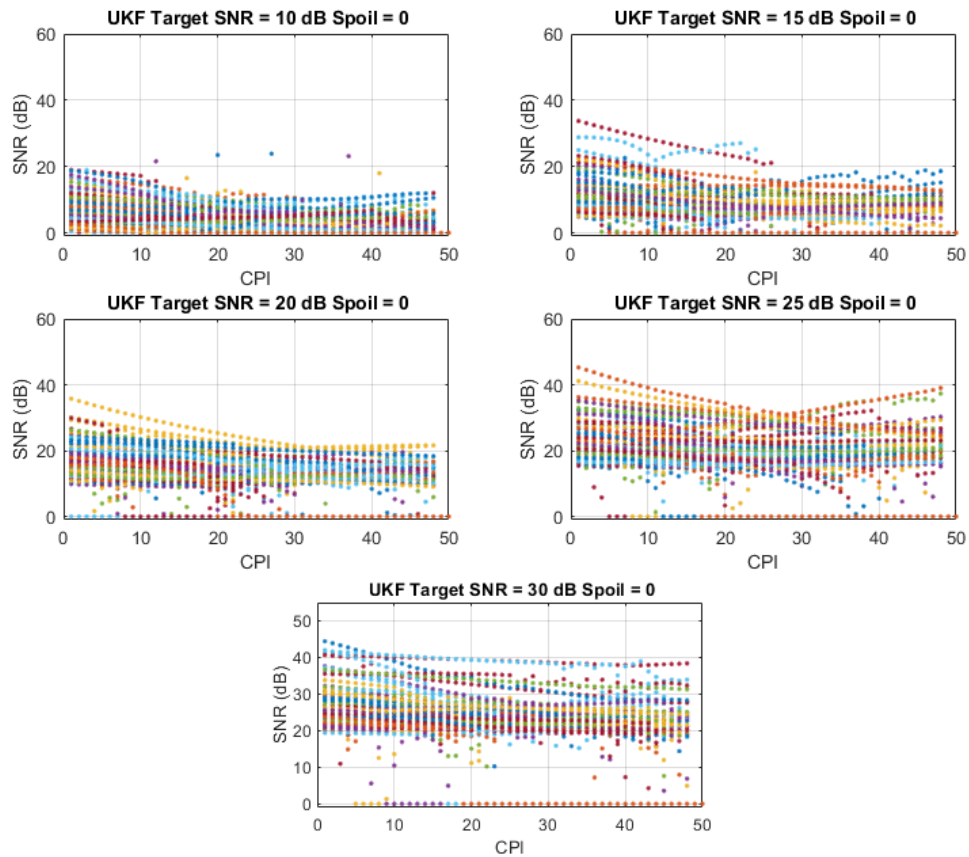 UKF Target SNR = 10 dB Spoil = 0
60
40
20
0
SNR (dB)
0 10 20 30 40 50
CPI
UKF Target SNR = 15 dB Spoil = 0
60
40
20
0
SNR (dB)
0 10 20 30 40 50
CPI
UKF Target SNR = 20 dB Spoil = 0
60
40
20
0
SNR (dB)
0 10 20 30 40 50
CPI
UKF Target SNR = 25 dB Spoil = 0
60
40
20
0
SNR (dB)
0 10 20 30 40 50
CPI
UKF Target SNR = 30 dB Spoil = 0
50
40
30
20
10
0
SNR (dB)
0 10 20 30 40 50
CPI